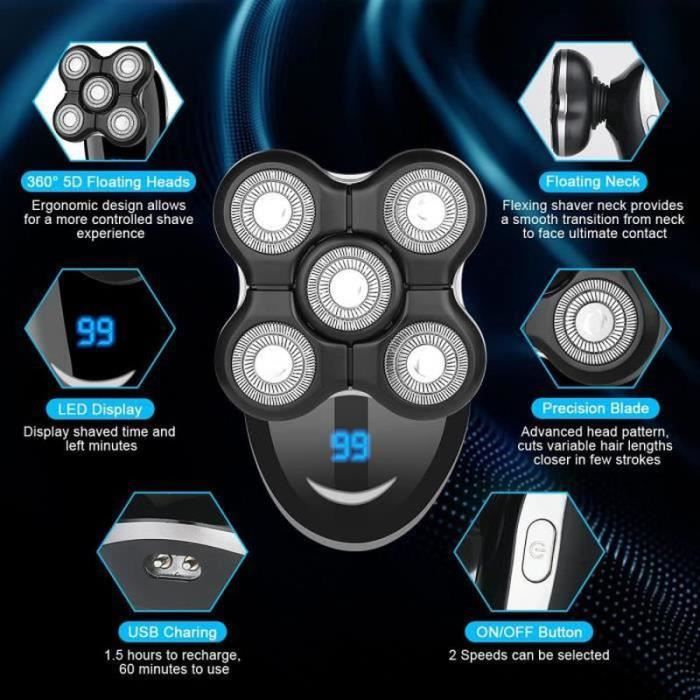 360° 5D Floating Heads
Ergonomic design allows
for a more controlled shave
experience
Floating Neck
Flexing shaver neck provides
a smooth transition from neck
to face ultimate contact
99
LED Display
Display shaved time and
left minutes
Precision Blade
Advanced head pattern,
cuts variable hair lengths
closer in few strokes
99
USB Charing
1.5 hours to recharge,
60 minutes to use
ON/OFF Button
2 Speeds can be selected